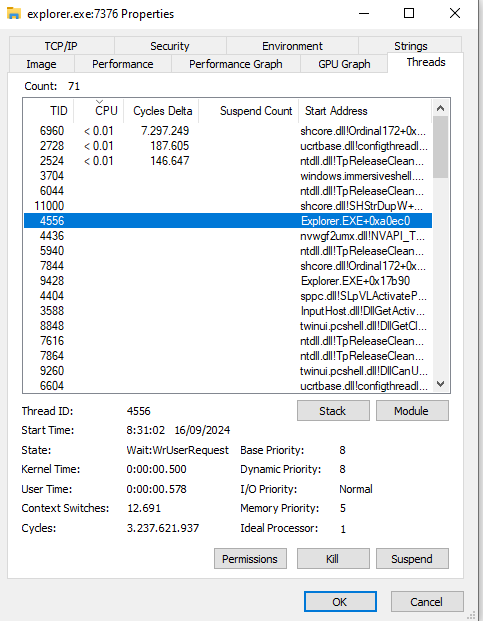 explorer.exe:7376 Properties
TCP/IP Security Environment Strings
Image Performance Performance Graph GPU Graph Threads
Count: 71
TID CPU Cycles Delta Suspend Count Start Address
6960 < 0.01 7.297.249 shcore.dll!Ordinal172+0x...
2728 < 0.01 187.605 ucrtbase.dll!configthreadl...
2524 < 0.01 146.647 ntdll.dll!TpReleaseClean...
3704 windows.immersiveshell....
6044 ntdll.dll!TpReleaseClean...
11000 shcore.dll!SHStrDupW+...
4556 Explorer.EXE+0xa0ec0
4436 nvwgf2umx.dll!NVAPI_T...
5940 ntdll.dll!TpReleaseClean...
7844 shcore.dll!Ordinal172+0x...
9428 Explorer.EXE+0x17b90
4404 sppc.dll!SLpVLActivateP...
3588 InputHost.dll!DllGetActiv...
8848 twinui.pcshell.dll!DllGetCl...
7616 ntdll.dll!TpReleaseClean...
7864 ntdll.dll!TpReleaseClean...
9260 twinui.pcshell.dll!DllCanU...
6604 ucrtbase.dll!configthreadl...
Thread ID: 4556 Stack Module
Start Time: 8:31:02 16/09/2024
State: Wait:WrUserRequest Base Priority: 8
Kernel Time: 0:00:00.500 Dynamic Priority: 8
User Time: 0:00:00.578 I/O Priority: Normal
Context Switches: 12.691 Memory Priority: 5
Cycles: 3.237.621.937 Ideal Processor: 1
Permissions Kill Suspend
OK Cancel